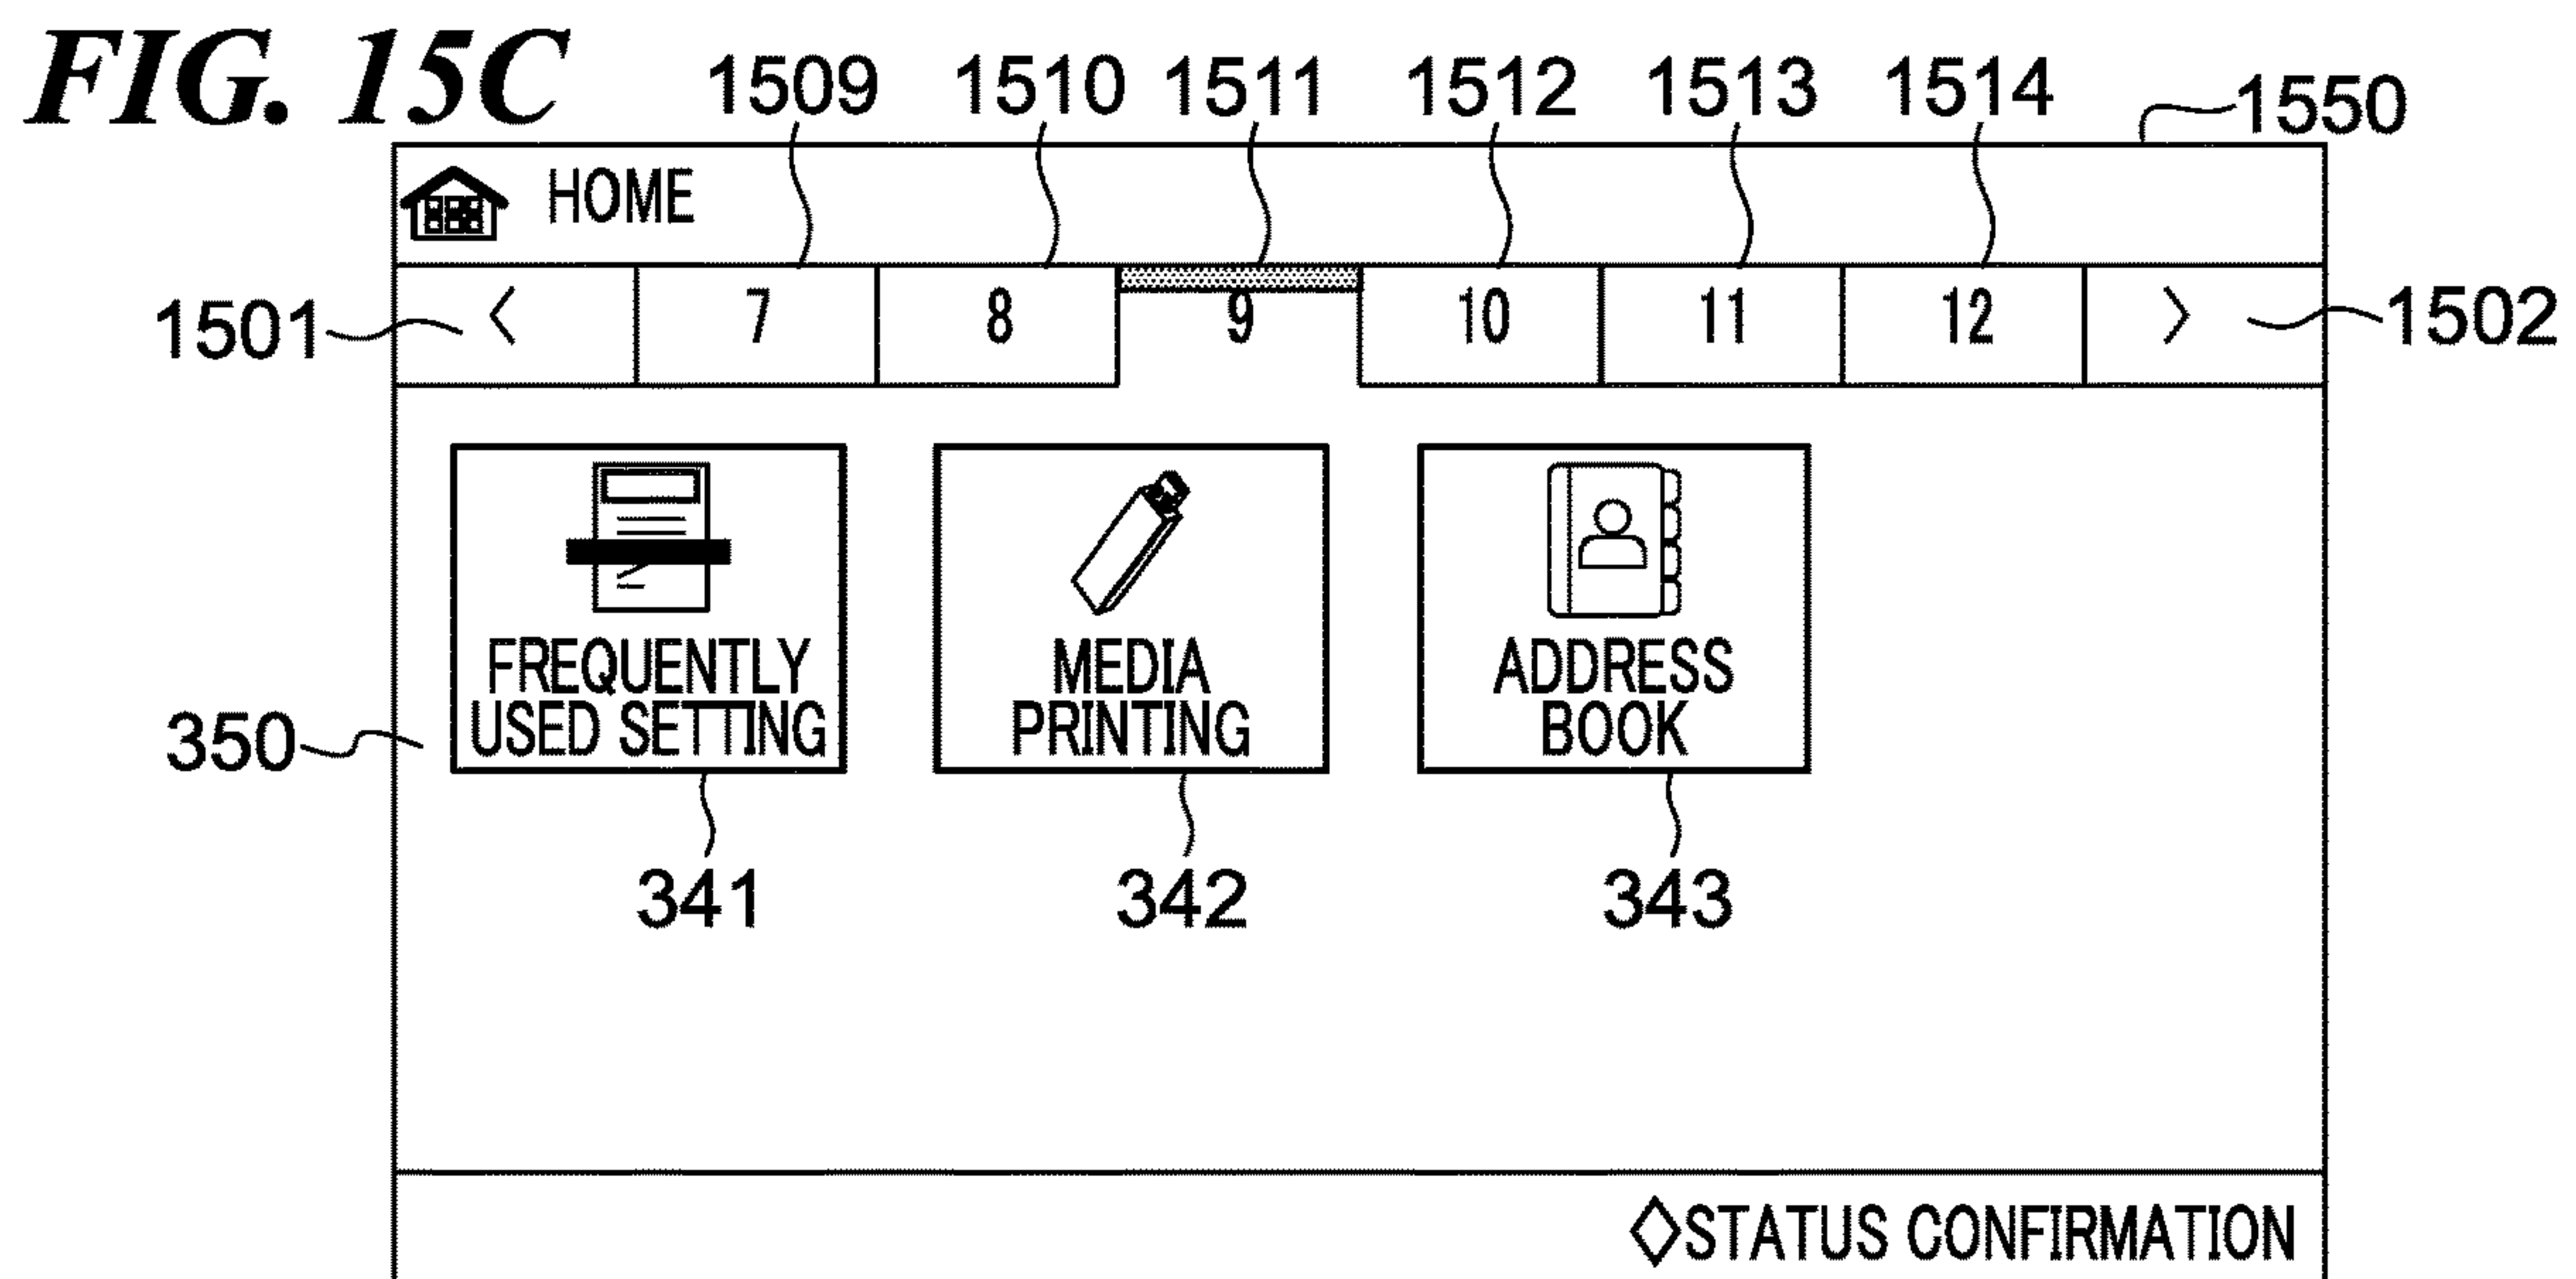 FIG. 15C
1509 1510 1511 1512 1513 1514 1550
HOME
1501 < 7 8 9 10 11 12 > 1502
FREQUENTLY
USED SETTING
MEDIA
PRINTING
ADDRESS
BOOK
350
341 342 343
◇STATUS CONFIRMATION